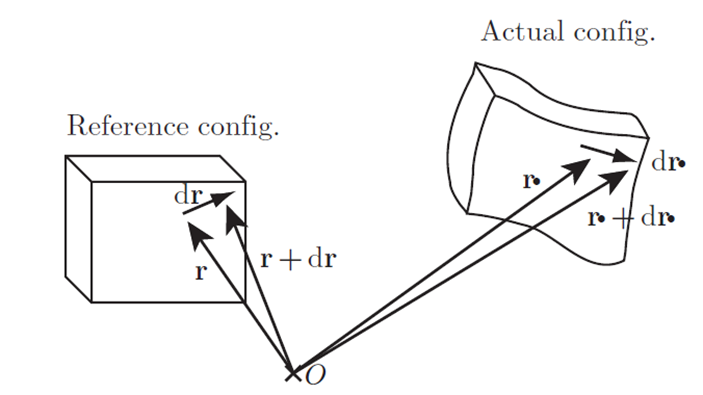 Actual config.
Reference config.
dr
dr•
r•
r• + dr•
r + dr
r
O